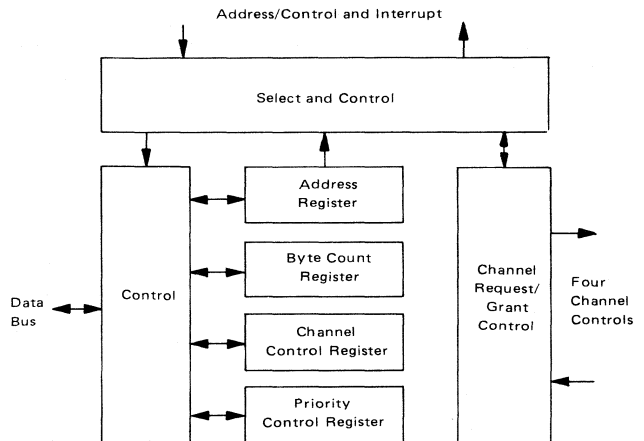 Address/Control and Interrupt
Select and Control
Address
Register
Byte Count
Register
Channel
Control Register
Priority
Control Register
Data
Bus
Control
Channel
Request/
Grant
Control
Four
Channel
Controls